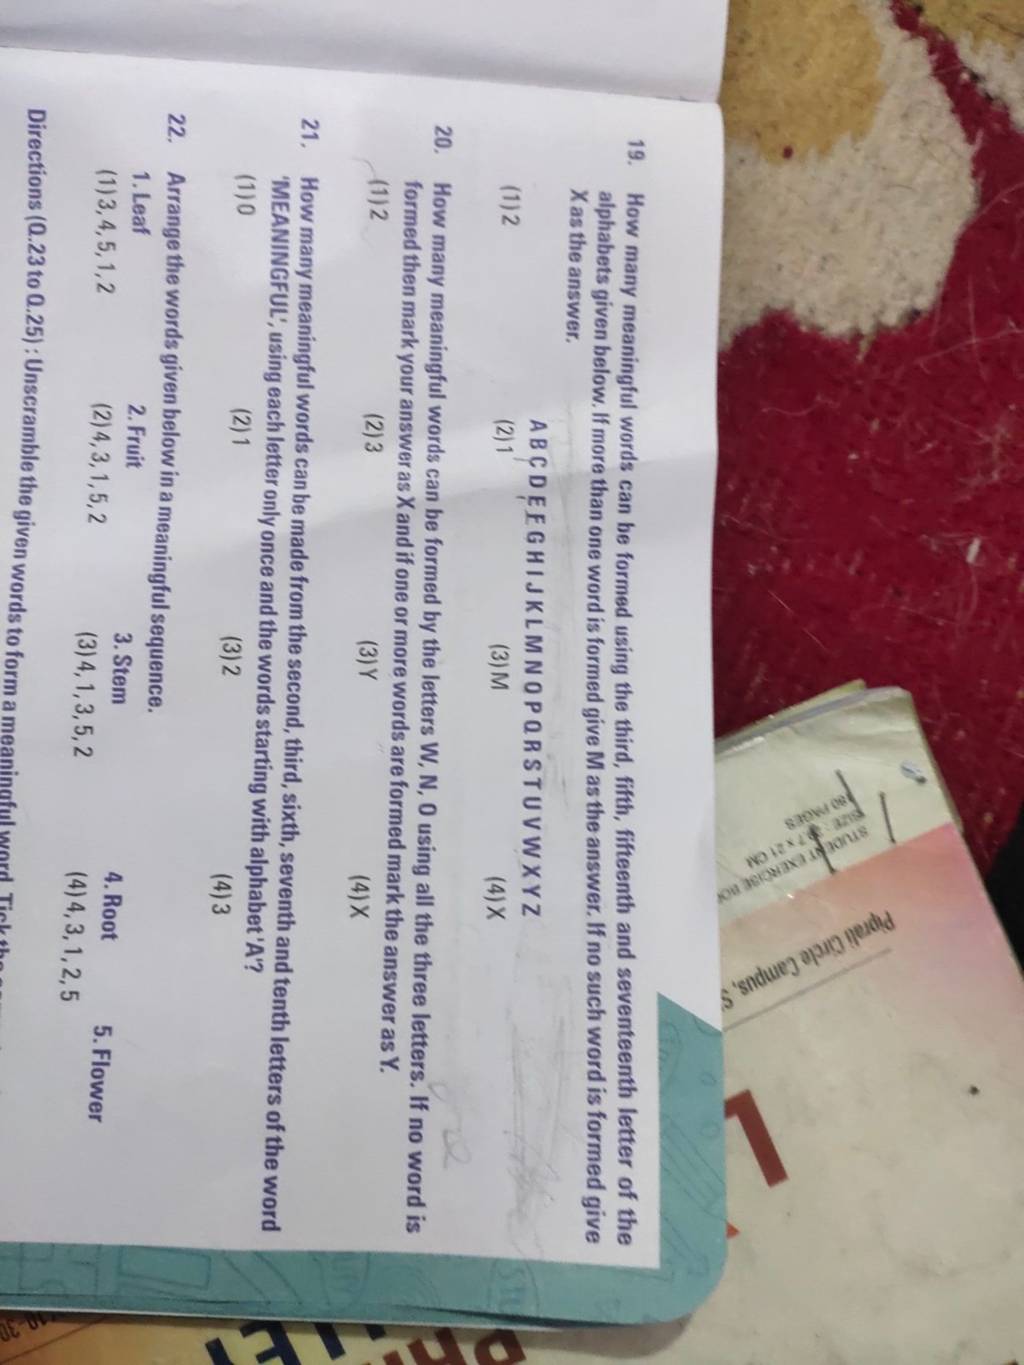 19. How many meaningful words can be formed using the third, fifth, fifteenth and seventeenth letter of the
alphabets given below. If more than one word is formed give M as the answer. If no such word is formed give
X as the answer.
A B C D E F G H I J K L M N O P Q R S T U V W X Y Z
(1) 2 (2) 1 (3) M (4) X
20. How many meaningful words can be formed by the letters W, N, O using all the three letters. If no word is
formed then mark your answer as X and if one or more words are formed mark the answer as Y.
(1) 2 (2) 3 (3) Y (4) X
21. How many meaningful words can be made from the second, third, sixth, seventh and tenth letters of the word
'MEANINGFUL', using each letter only once and the words starting with alphabet 'A'?
(1) 0 (2) 1 (3) 2 (4) 3
22. Arrange the words given below in a meaningful sequence.
1. Leaf 2. Fruit 3. Stem 4. Root 5. Flower
(1) 3, 4, 5, 1, 2 (2) 4, 3, 1, 5, 2 (3) 4, 1, 3, 5, 2 (4) 4, 3, 1, 2, 5
Directions (Q.23 to Q.25) : Unscramble the given words to form a meaningful word. Tick the
Piprali Circle Campus, S
STUDENT EXERCISE
SIZE
7 x 21 CM
80 PAGES
L